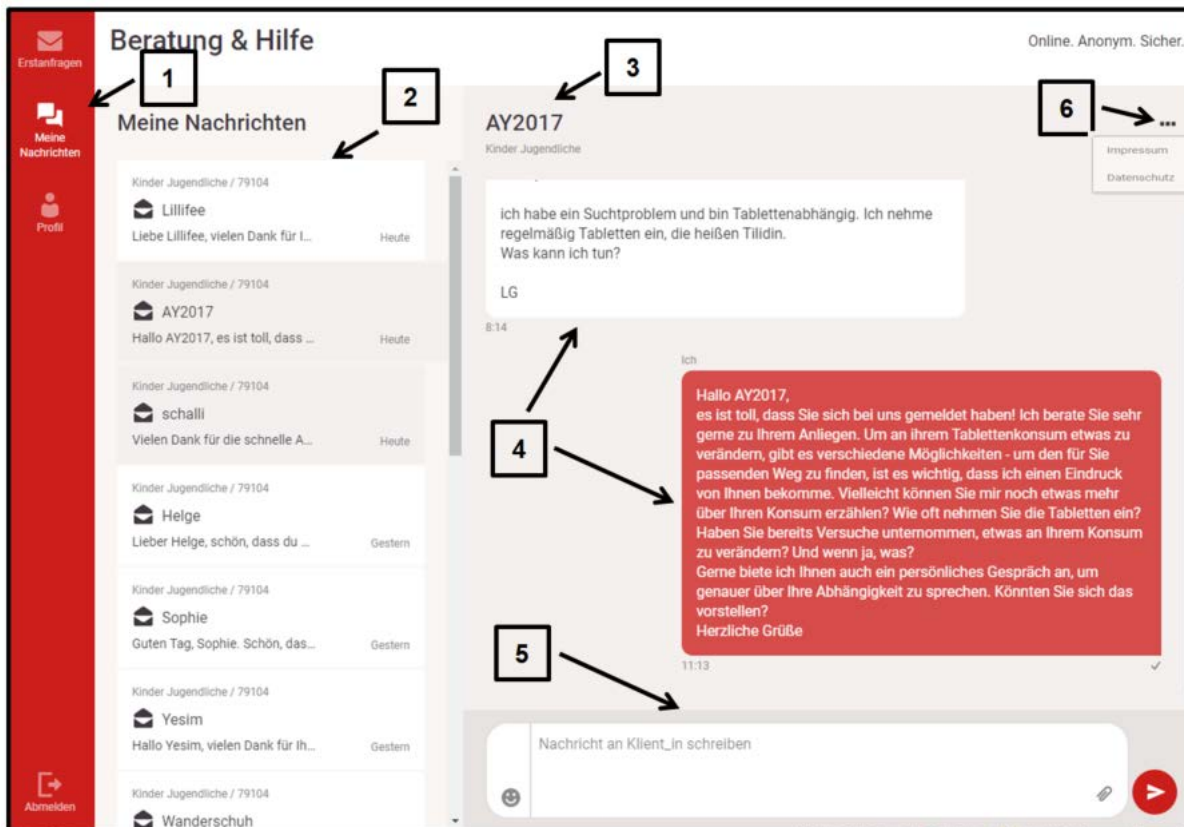 Erstanfragen
Meine
Nachrichten
Profil
Abmelden
Beratung & Hilfe
Online. Anonym. Sicher.
1
2
3
4
5
6
Meine Nachrichten
Kinder Jugendliche / 79104
Lillifee
Liebe Lillifee, vielen Dank für I...
Heute
Kinder Jugendliche / 79104
AY2017
Hallo AY2017, es ist toll, dass ...
Heute
Kinder Jugendliche / 79104
schalli
Vielen Dank für die schnelle A...
Heute
Kinder Jugendliche / 79104
Helge
Lieber Helge, schön, dass du ...
Gestern
Kinder Jugendliche / 79104
Sophie
Guten Tag, Sophie. Schön, das...
Gestern
Kinder Jugendliche / 79104
Yesim
Hallo Yesim, vielen Dank für Ih...
Gestern
Kinder Jugendliche / 79104
Wanderschuh
AY2017
Kinder Jugendliche
...
Impressum
Datenschutz
ich habe ein Suchtproblem und bin Tablettenabhängig. Ich nehme
regelmäßig Tabletten ein, die heißen Tilidin.
Was kann ich tun?
LG
8:14
Ich
Hallo AY2017,
es ist toll, dass Sie sich bei uns gemeldet haben! Ich berate Sie sehr
gerne zu Ihrem Anliegen. Um an ihrem Tablettenkonsum etwas zu
verändern, gibt es verschiedene Möglichkeiten - um den für Sie
passenden Weg zu finden, ist es wichtig, dass ich einen Eindruck
von Ihnen bekomme. Vielleicht können Sie mir noch etwas mehr
über Ihren Konsum erzählen? Wie oft nehmen Sie die Tabletten ein?
Haben Sie bereits Versuche unternommen, etwas an Ihrem Konsum
zu verändern? Und wenn ja, was?
Gerne biete ich Ihnen auch ein persönliches Gespräch an, um
genauer über Ihre Abhängigkeit zu sprechen. Könnten Sie sich das
vorstellen?
Herzliche Grüße
11:13
Nachricht an Klient_in schreiben